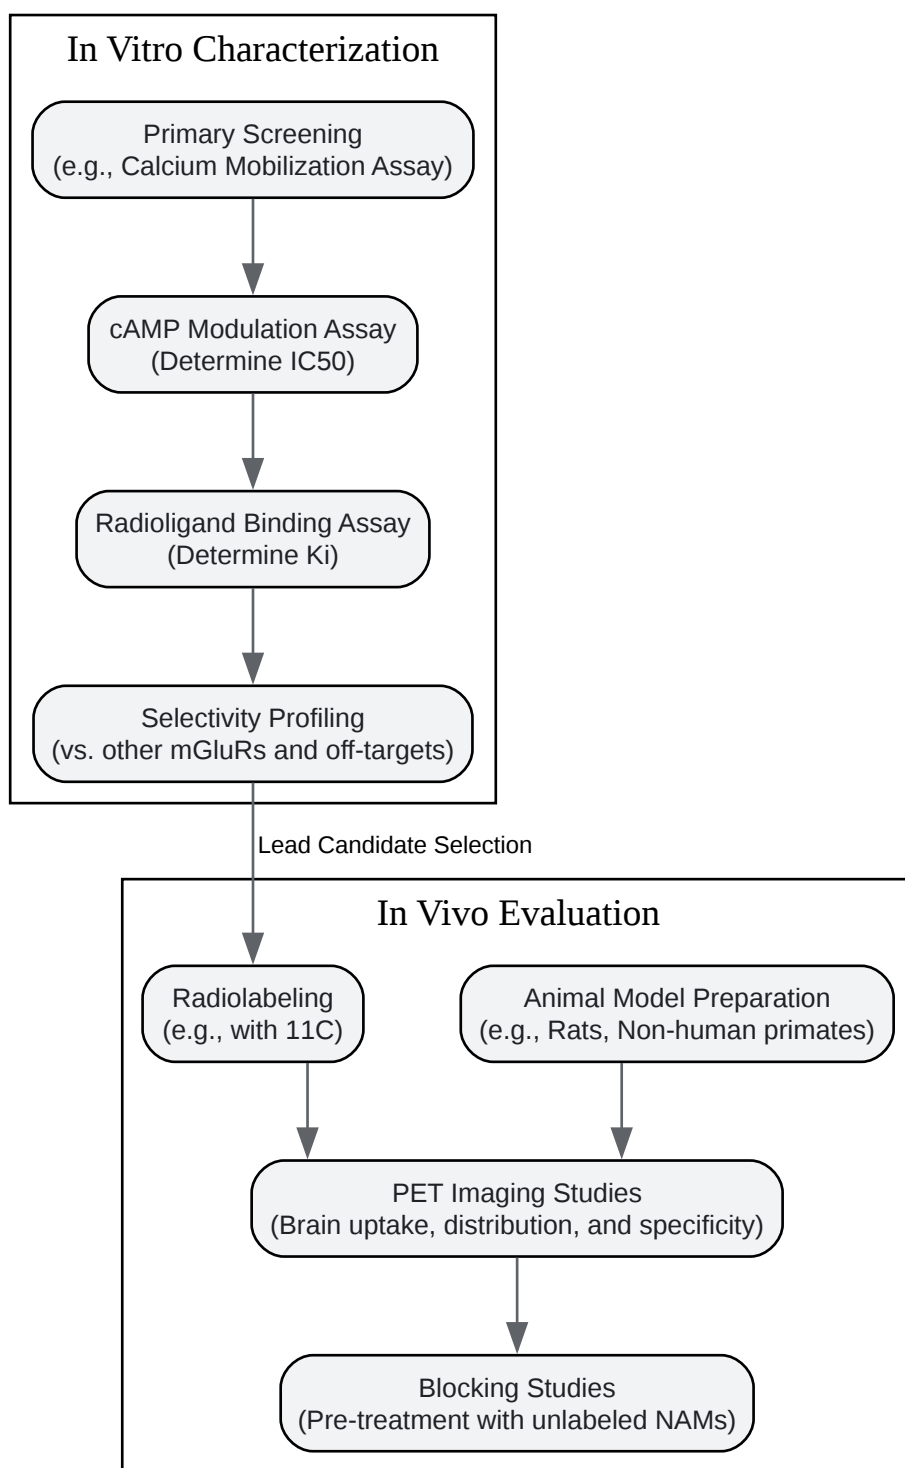 In Vitro Characterization
Primary Screening
(e.g., Calcium Mobilization Assay)
cAMP Modulation Assay
(Determine IC50)
Radioligand Binding Assay
(Determine Ki)
Selectivity Profiling
(vs. other mGluRs and off-targets)
Lead Candidate Selection
In Vivo Evaluation
Radiolabeling
(e.g., with 11C)
Animal Model Preparation
(e.g., Rats, Non-human primates)
PET Imaging Studies
(Brain uptake, distribution, and specificity)
Blocking Studies
(Pre-treatment with unlabeled NAMs)